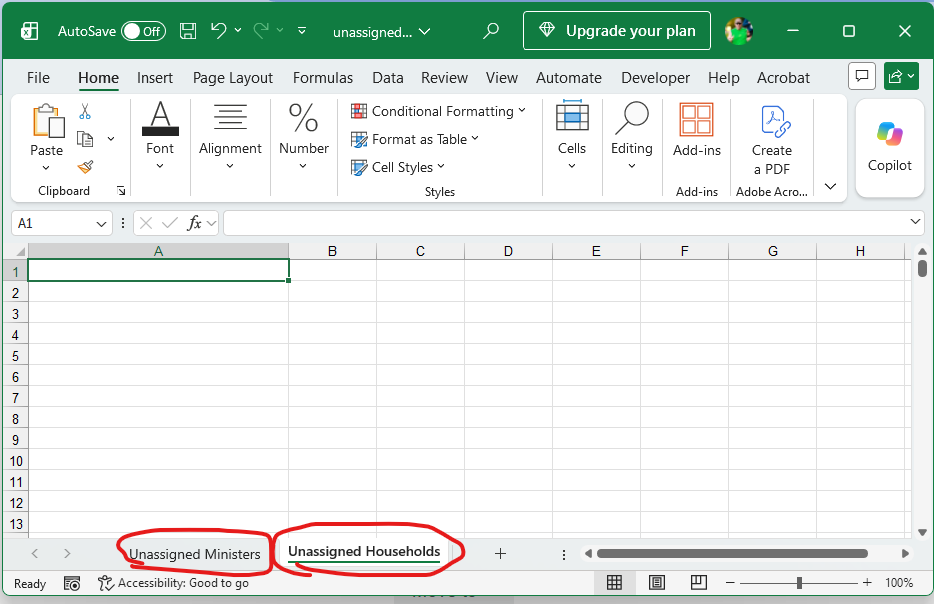 AutoSave Off unassigned... Upgrade your plan
File Home Insert Page Layout Formulas Data Review View Automate Developer Help Acrobat
Paste Font Alignment Number Conditional Formatting Format as Table Cell Styles Cells Editing Add-ins Create a PDF Copilot
Clipboard Styles Add-ins Adobe Acro...
A1 fx
A B C D E F G H
1
2
3
4
5
6
7
8
9
10
11
12
13
Unassigned Ministers Unassigned Households
Ready Accessibility: Good to go 100%